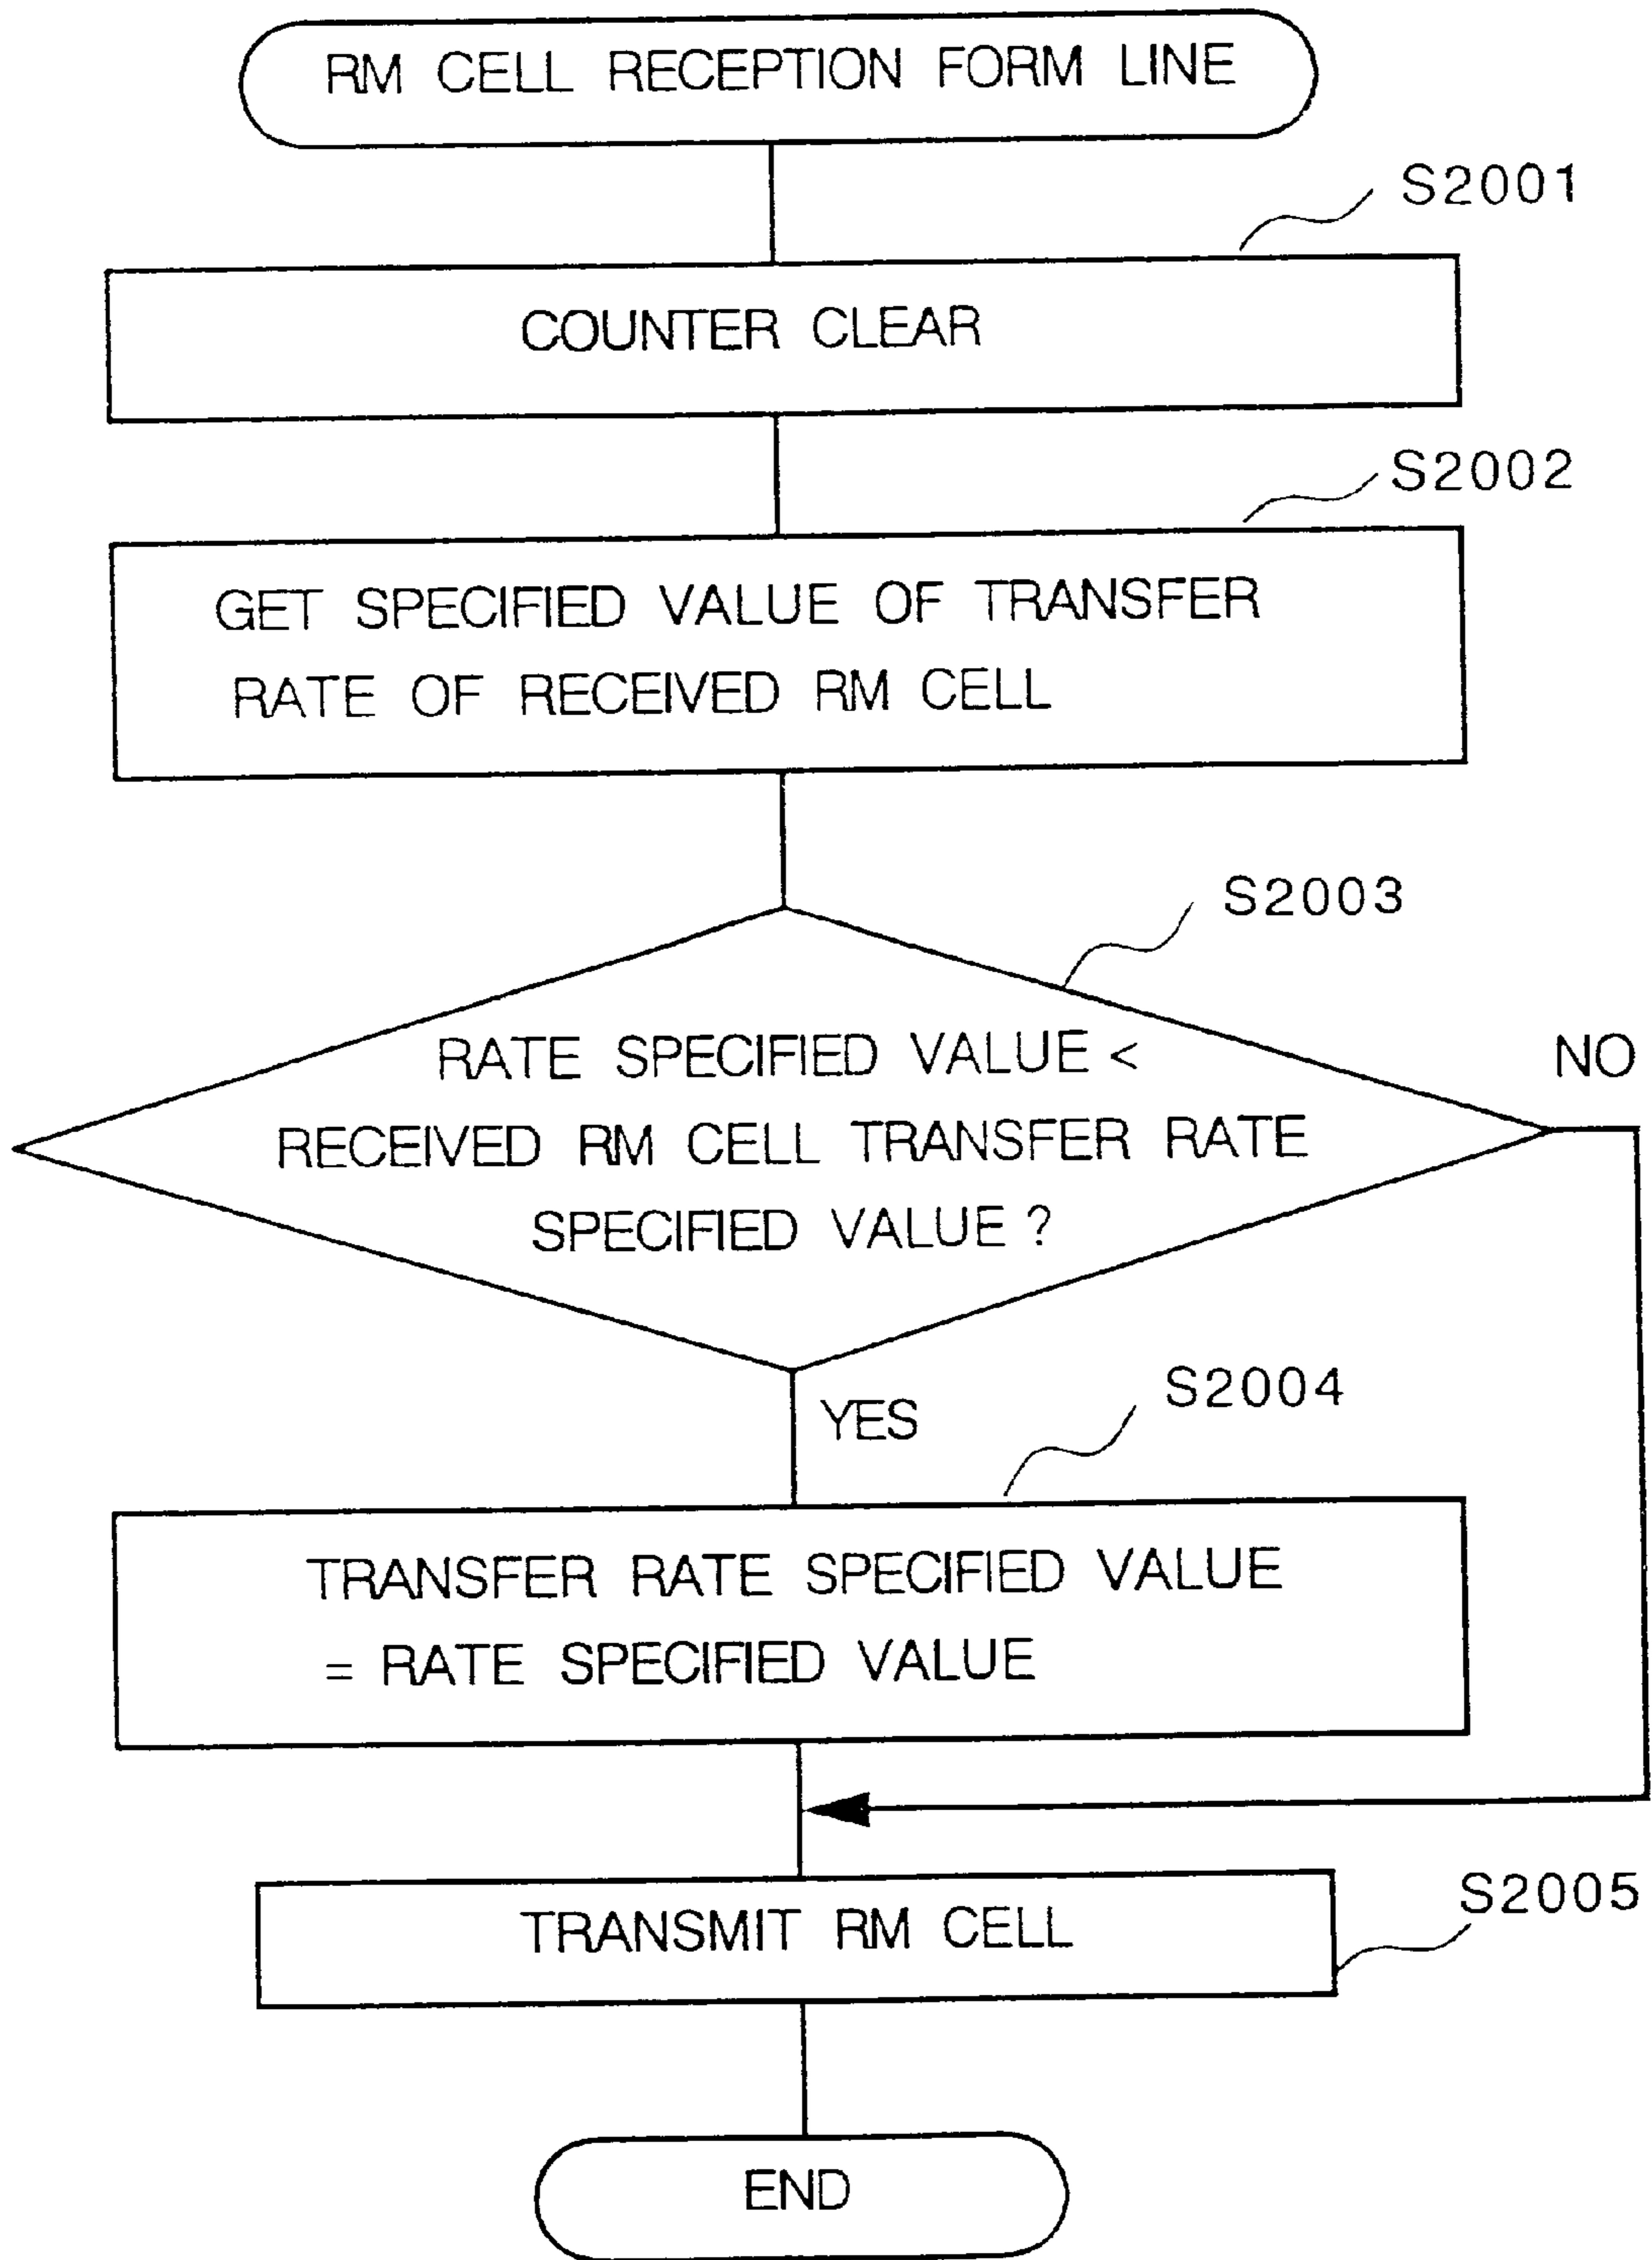 RM CELL RECEPTION FORM LINE
S2001
COUNTER CLEAR
S2002
GET SPECIFIED VALUE OF TRANSFER
RATE OF RECEIVED RM CELL
S2003
RATE SPECIFIED VALUE <
NO
RECEIVED RM CELL TRANSFER RATE
SPECIFIED VALUE ?
YES
S2004
TRANSFER RATE SPECIFIED VALUE
= RATE SPECIFIED VALUE
S2005
TRANSMIT RM CELL
END